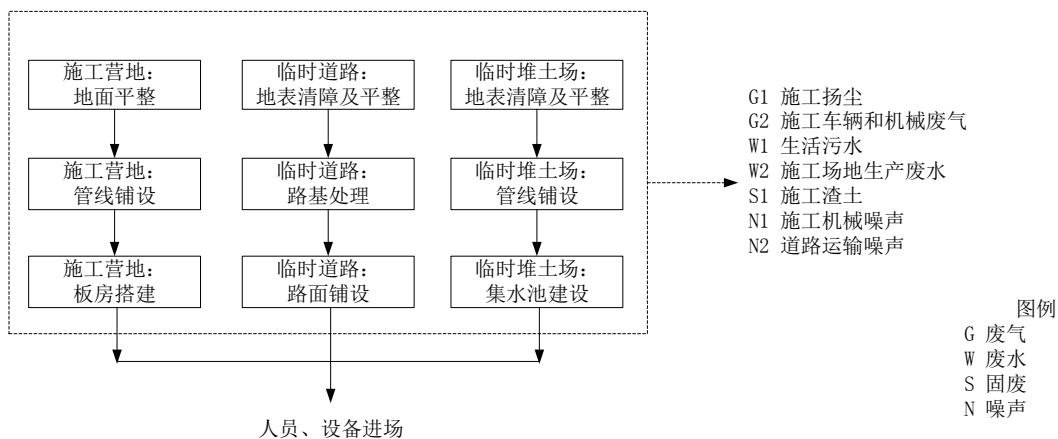 施工营地：
地面平整
临时道路：
地表清障及平整
临时堆土场：
地表清障及平整
施工营地：
管线铺设
临时道路：
路基处理
临时堆土场：
管线铺设
施工营地：
板房搭建
临时道路：
路面铺设
临时堆土场：
集水池建设
人员、设备进场
G1 施工扬尘
G2 施工车辆和机械废气
W1 生活污水
W2 施工场地生产废水
S1 施工渣土
N1 施工机械噪声
N2 道路运输噪声
图例
G 废气
W 废水
S 固废
N 噪声